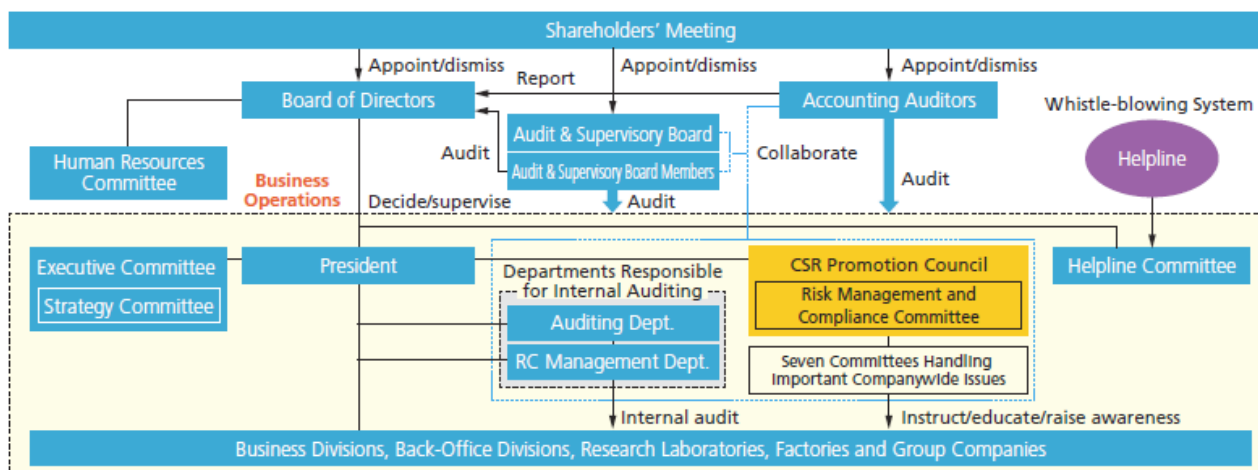 Shareholders' Meeting
Appoint/dismiss
Appoint/dismiss
Appoint/dismiss
Report
Board of Directors
Accounting Auditors
Whistle-blowing System
Audit & Supervisory Board
Audit
Collaborate
Helpline
Human Resources
Committee
Audit & Supervisory Board Members
Audit
Business
Operations
Decide/supervise
Audit
Executive Committee
Strategy Committee
President
Departments Responsible
for Internal Auditing
Auditing Dept.
RC Management Dept.
CSR Promotion Council
Risk Management and
Compliance Committee
Helpline Committee
Seven Committees Handling
Important Companywide Issues
Internal audit
Instruct/educate/raise awareness
Business Divisions, Back-Office Divisions, Research Laboratories, Factories and Group Companies